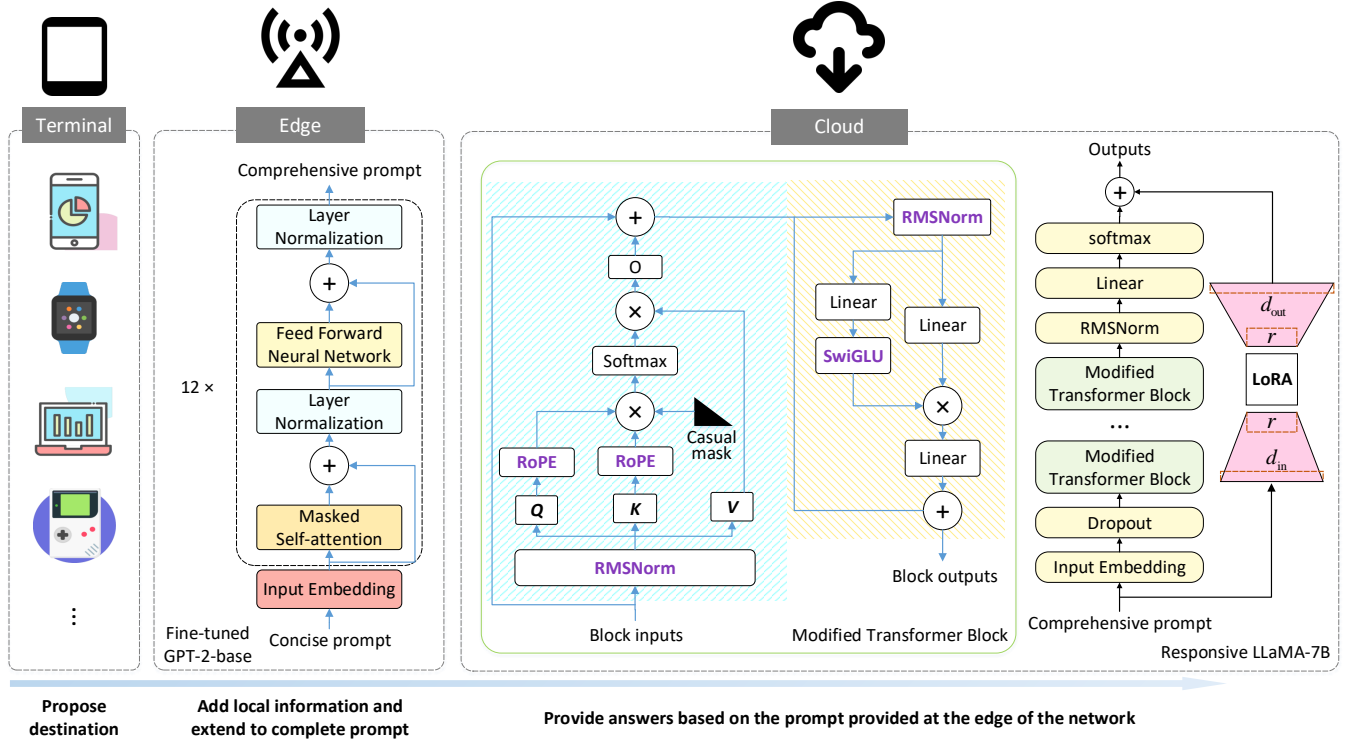 Terminal
Edge
Cloud
Comprehensive prompt
Layer
Normalization
+
Feed Forward
Neural Network
12 ×
Layer
Normalization
+
Masked
Self-attention
Input Embedding
Concise prompt
Fine-tuned
GPT-2-base
⋮
+
O
×
Softmax
×
Casual
mask
RoPE
RoPE
Q
K
V
RMSNorm
Block inputs
RMSNorm
Linear
Linear
SwiGLU
×
Linear
+
Block outputs
Modified Transformer Block
Outputs
+
softmax
Linear
RMSNorm
Modified
Transformer Block
...
Modified
Transformer Block
Dropout
Input Embedding
Comprehensive prompt
d out
r
LoRA
r
d in
Responsive LLaMA-7B
Propose
destination
Add local information and
extend to complete prompt
Provide answers based on the prompt provided at the edge of the network